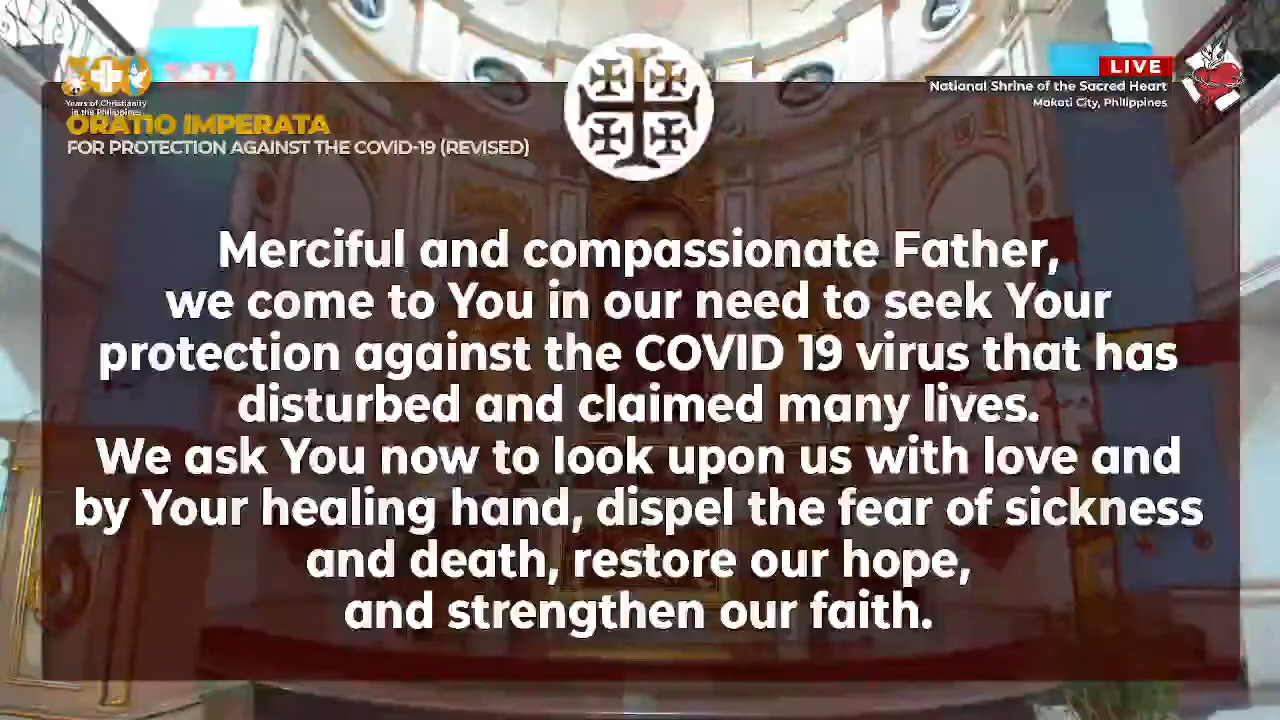 500
Years of Christianity
in the Philippines
ORATIO IMPERATA
FOR PROTECTION AGAINST THE COVID-19 (REVISED)
LIVE
National Shrine of the Sacred Heart
Makati City, Philippines
Merciful and compassionate Father,
we come to You in our need to seek Your
protection against the COVID 19 virus that has
disturbed and claimed many lives.
We ask You now to look upon us with love and
by Your healing hand, dispel the fear of sickness
and death, restore our hope,
and strengthen our faith.